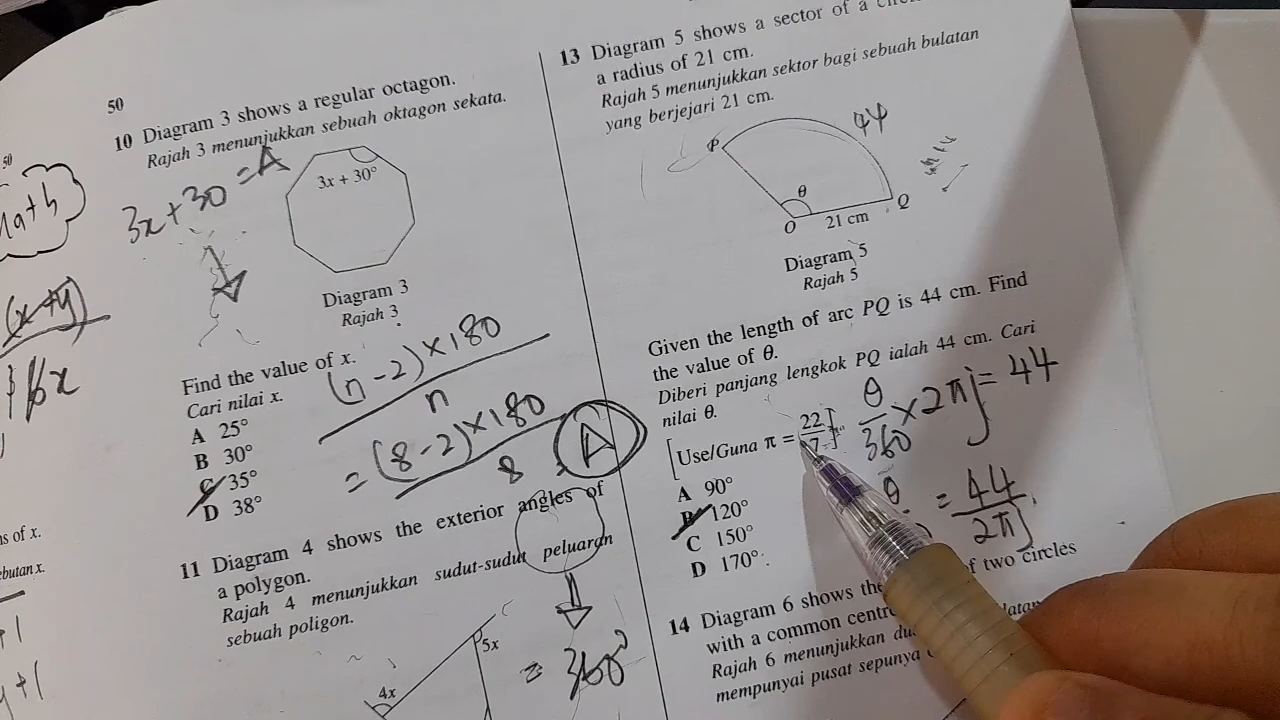 50
10 Diagram 3 shows a regular octagon.
Rajah 3 menunjukkan sebuah oktagon sekata.
3x + 30 = A
3x + 30°
Diagram 3
Rajah 3
Find the value of x.
Cari nilai x.
A 25°
B 30°
C 35°
D 38°
(n - 2) × 180
n
= (8 - 2) × 180
8
A
11 Diagram 4 shows the exterior angles of
a polygon.
Rajah 4 menunjukkan sudut-sudut peluaran
sebuah poligon.
5x
4x
= 360°
50
(x+y)
s of x.
butan x.
13 Diagram 5 shows a sector of a
a radius of 21 cm.
Rajah 5 menunjukkan sektor bagi sebuah bulatan
yang berjejari 21 cm.
44
P
θ
O
21 cm
Q
Diagram 5
Rajah 5
Given the length of arc PQ is 44 cm. Find
the value of θ.
Diberi panjang lengkok PQ ialah 44 cm. Cari
nilai θ.
[Use/Guna π = 22/7]
θ/360 × 2πj = 44
θ = 44/2πj
A 90°
B 120°
C 150°
D 170°
14 Diagram 6 shows the of two circles
with a common centre
Rajah 6 menunjukkan
mempunyai pusat sepunya